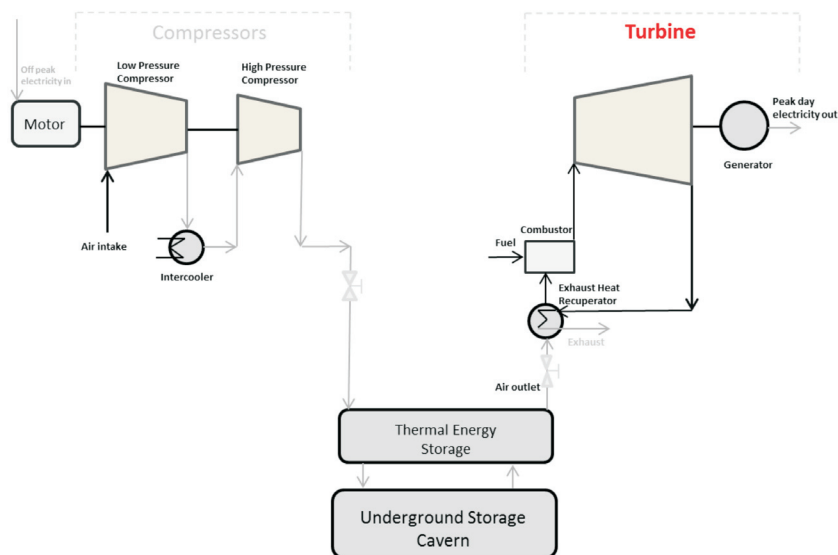 Compressors
Turbine
Off peak
electricity in
Low Pressure
Compressor
High Pressure
Compressor
Motor
Peak day
electricity out
Generator
Air intake
Intercooler
Combustor
Fuel
Exhaust Heat
Recuperator
Exhaust
Air outlet
Thermal Energy
Storage
Underground Storage
Cavern